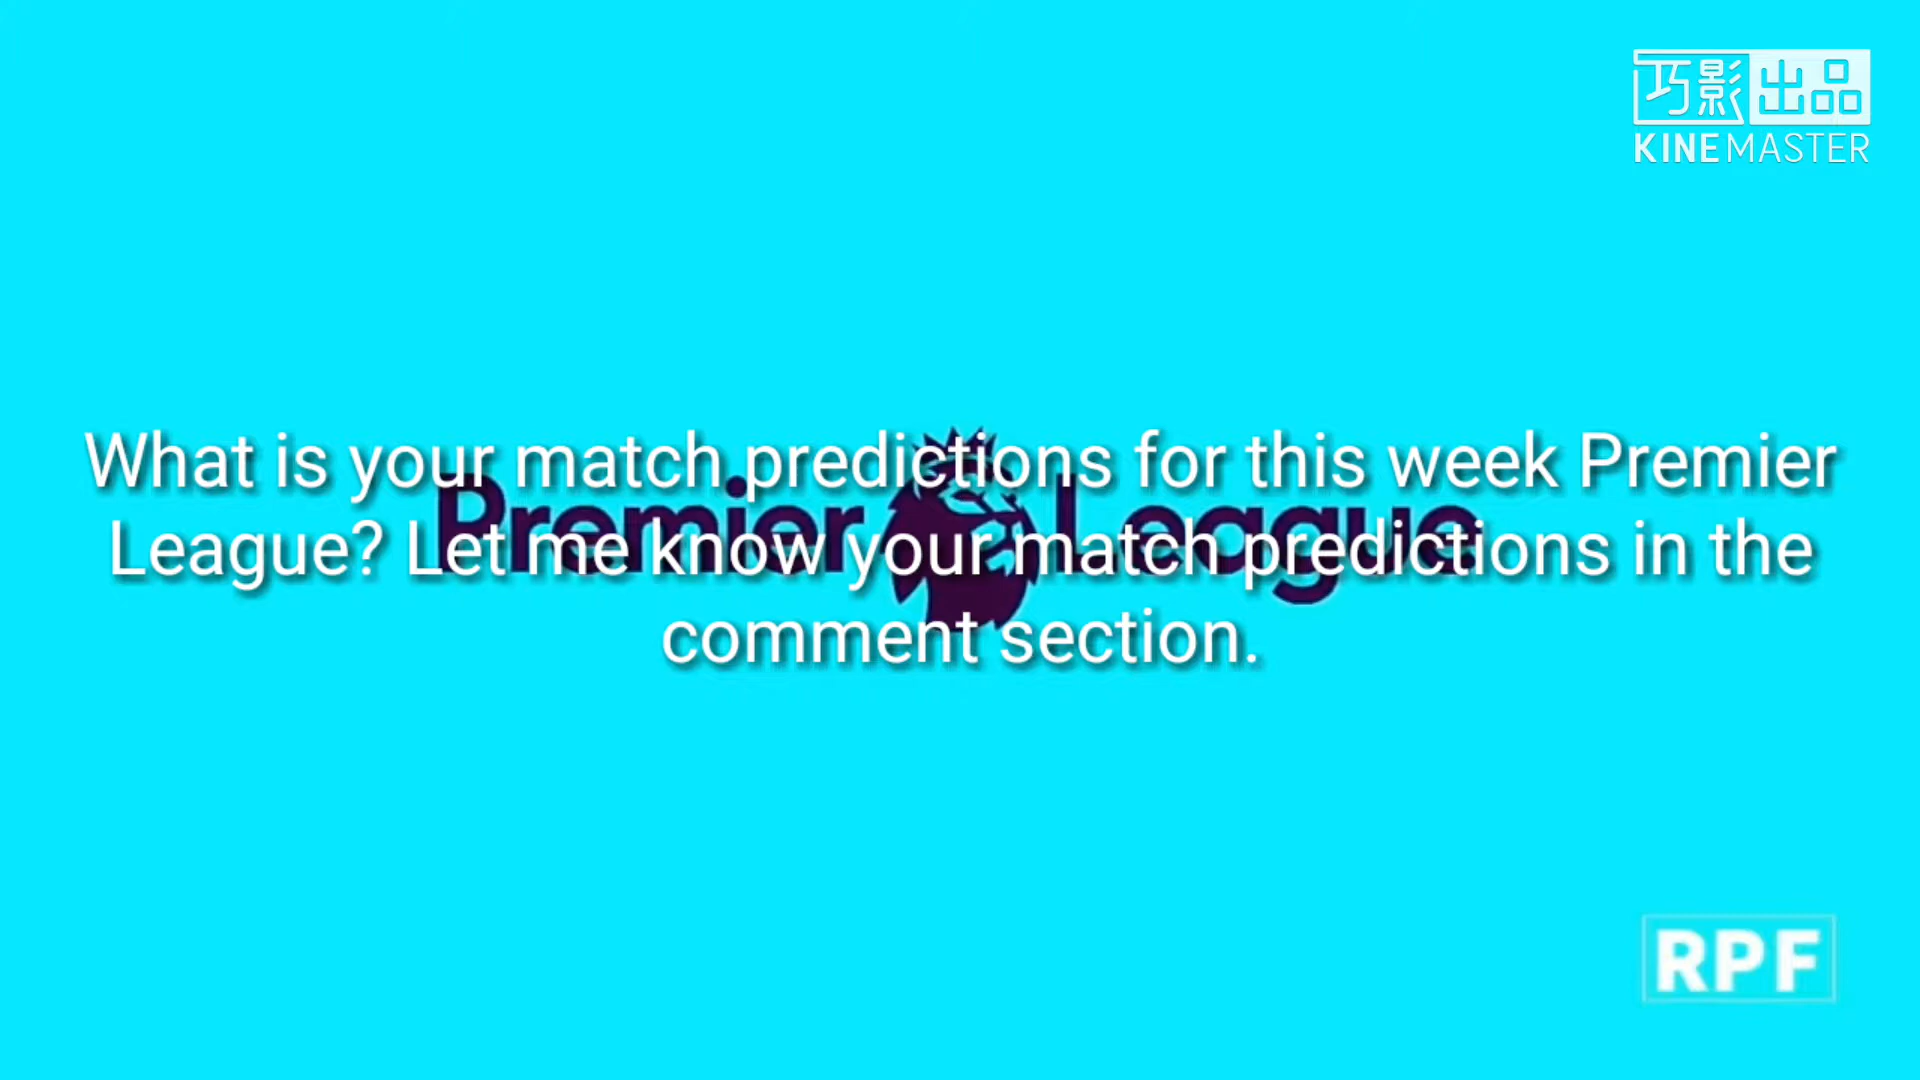 巧影出品
KINEMASTER
What is your match predictions for this week Premier
Premier League
League? Let me know your match predictions in the
comment section.
RPF